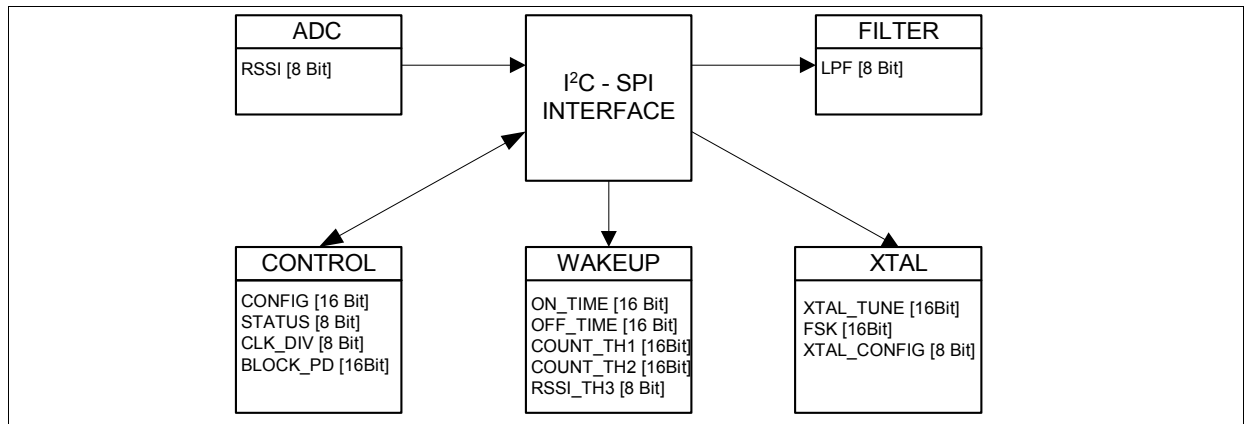 ADC
RSSI [8 Bit]
I²C - SPI
INTERFACE
FILTER
LPF [8 Bit]
CONTROL
CONFIG [16 Bit]
STATUS [8 Bit]
CLK_DIV [8 Bit]
BLOCK_PD [16Bit]
WAKEUP
ON_TIME [16 Bit]
OFF_TIME [16 Bit]
COUNT_TH1 [16Bit]
COUNT_TH2 [16Bit]
RSSI_TH3 [8 Bit]
XTAL
XTAL_TUNE [16Bit]
FSK [16Bit]
XTAL_CONFIG [8 Bit]